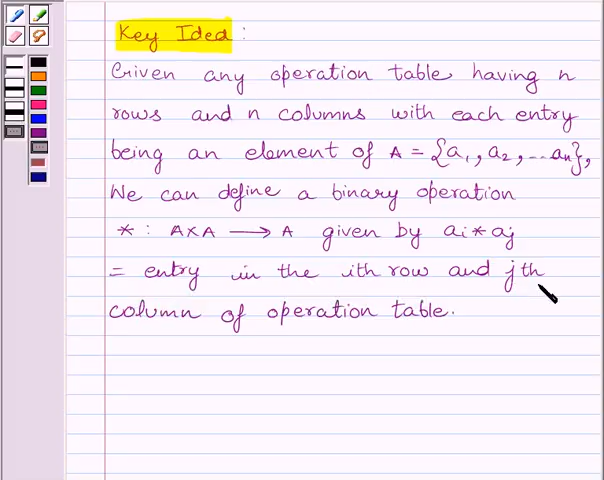 Key Idea :
Given any operation table having n
rows and n columns with each entry
being an element of A = {a₁, a₂, ...aₙ},
We can define a binary operation
* : A×A → A given by aᵢ * aⱼ
= entry in the ith row and jth
column of operation table.